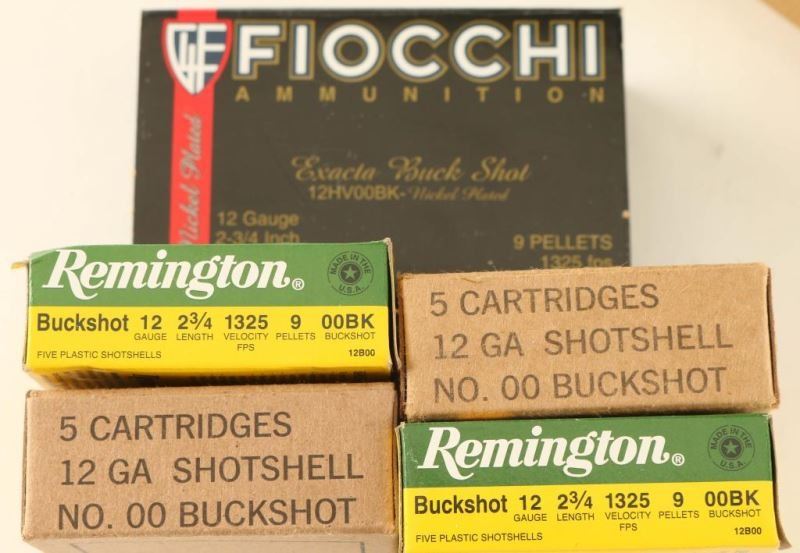 FIOCCHI
AMMUNITION
Nickel Plated
Exacta Buck Shot
12HV00BK-Nickel Plated
12 Gauge
2-3/4 Inch
9 PELLETS
1325 fps
Remington®
MADE IN THE U.S.A.
Buckshot 12 2¾ 1325 9 00BK
GAUGE LENGTH VELOCITY FPS PELLETS BUCKSHOT
FIVE PLASTIC SHOTSHELLS 12B00
5 CARTRIDGES
12 GA SHOTSHELL
NO. 00 BUCKSHOT
5 CARTRIDGES
12 GA SHOTSHELL
NO. 00 BUCKSHOT
Remington®
MADE IN THE U.S.A.
Buckshot 12 2¾ 1325 9 00BK
GAUGE LENGTH VELOCITY FPS PELLETS BUCKSHOT
FIVE PLASTIC SHOTSHELLS 12B00